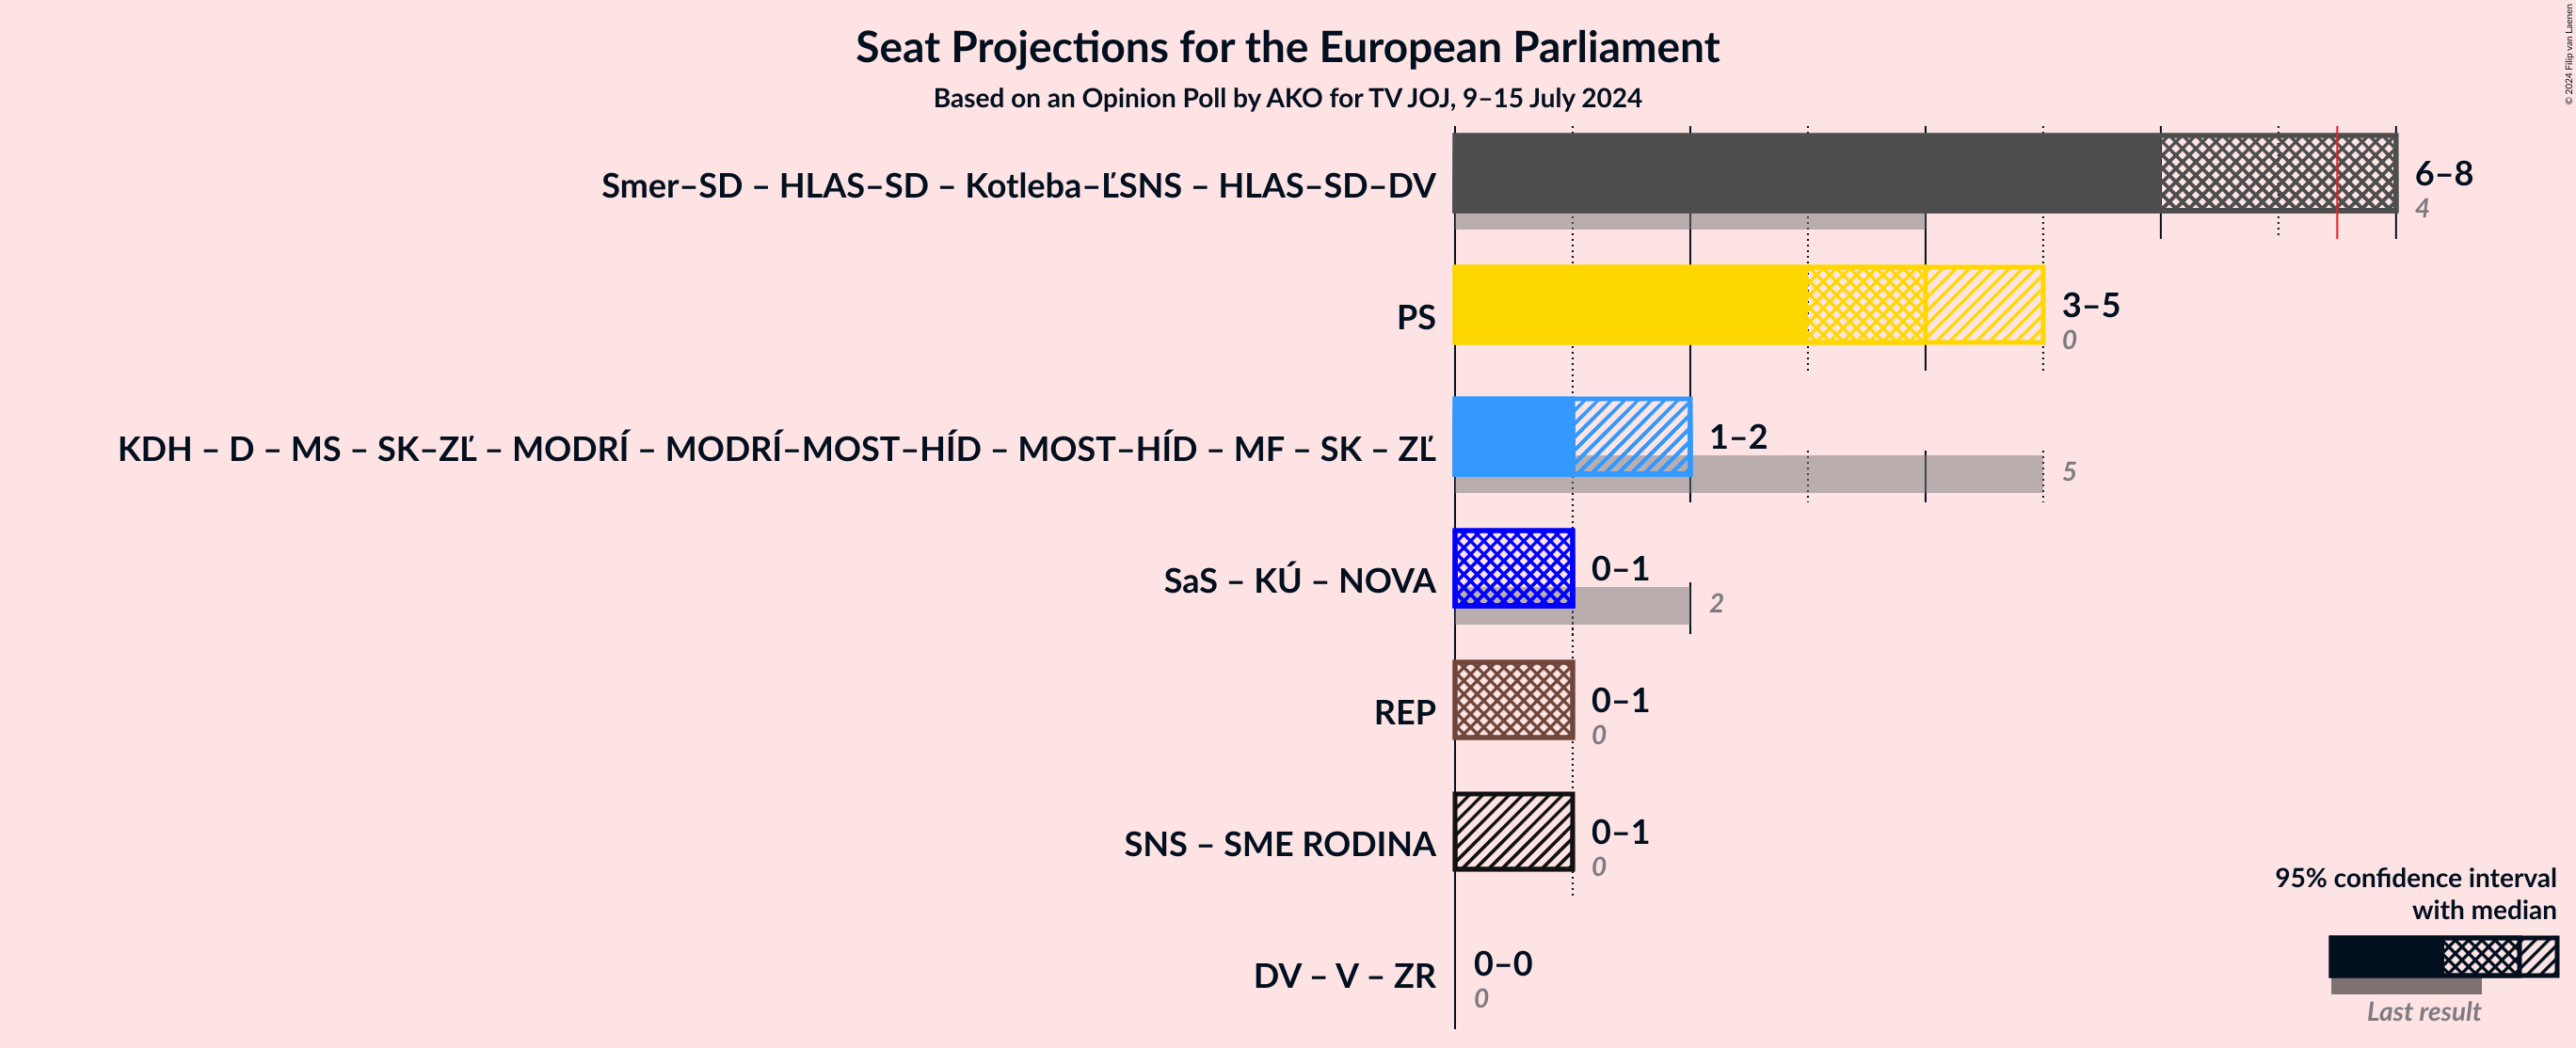 Seat Projections for the European Parliament
Based on an Opinion Poll by AKO for TV JOJ, 9–15 July 2024
© 2024 Filip van Laenen
Smer–SD – HLAS–SD – Kotleba–ĽSNS – HLAS–SD–DV
6–8
4
PS
3–5
0
KDH – D – MS – SK–ZĽ – MODRÍ – MODRÍ–MOST–HÍD – MOST–HÍD – MF – SK – ZĽ
1–2
5
SaS – KÚ – NOVA
0–1
2
REP
0–1
0
SNS – SME RODINA
0–1
0
DV – V – ZR
0–0
0
95% confidence interval
with median
Last result